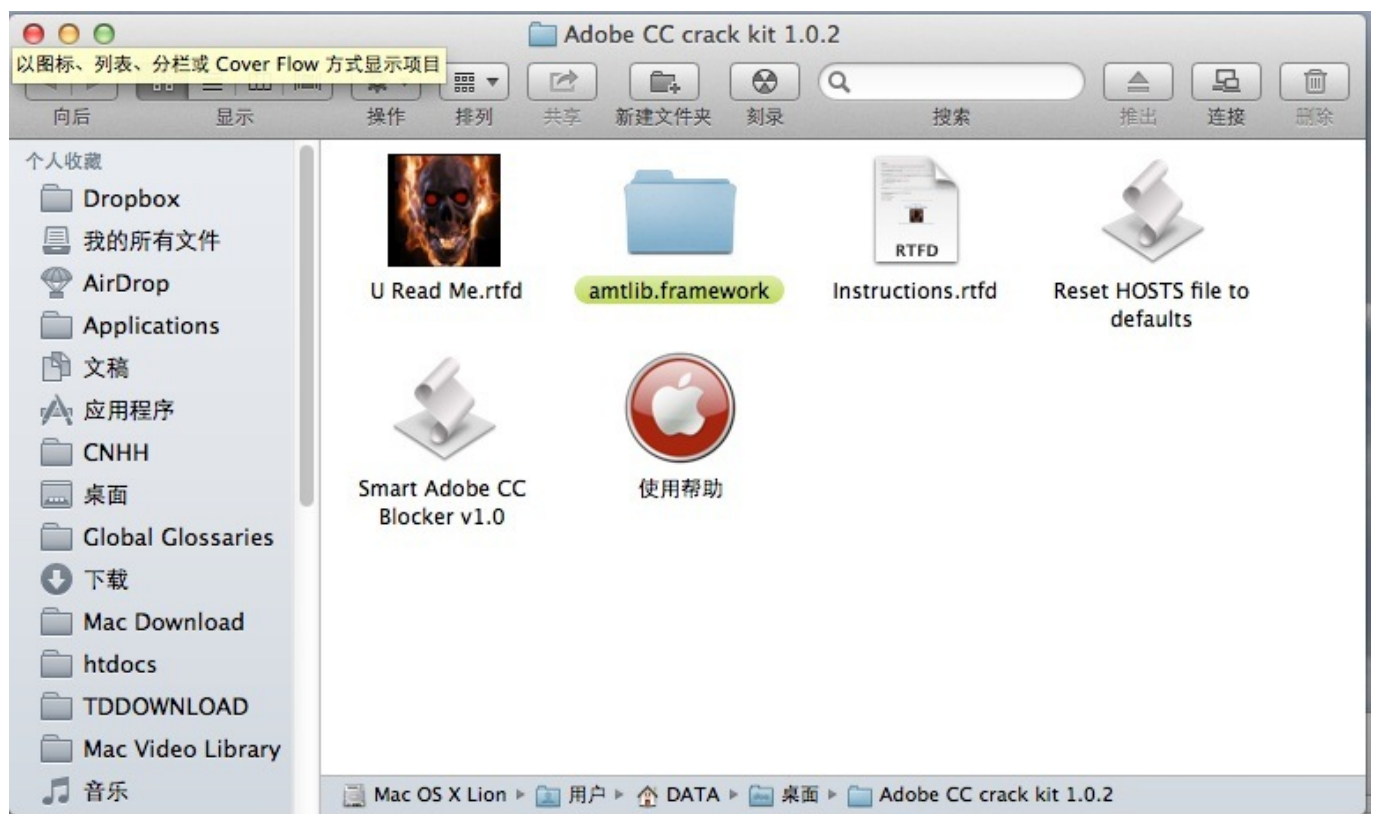 Adobe CC crack kit 1.0.2
以图标、列表、分栏或 Cover Flow 方式显示项目
向后 显示 操作 排列 共享 新建文件夹 刻录 搜索 推出 连接 删除
个人收藏
Dropbox
我的所有文件
AirDrop
Applications
文稿
应用程序
CNHH
桌面
Global Glossaries
下载
Mac Download
htdocs
TDDOWNLOAD
Mac Video Library
音乐
RTFD
U Read Me.rtfd
amtlib.framework
Instructions.rtfd
Reset HOSTS file to
defaults
Smart Adobe CC
Blocker v1.0
使用帮助
Mac OS X Lion ▸ 用户 ▸ DATA ▸ 桌面 ▸ Adobe CC crack kit 1.0.2